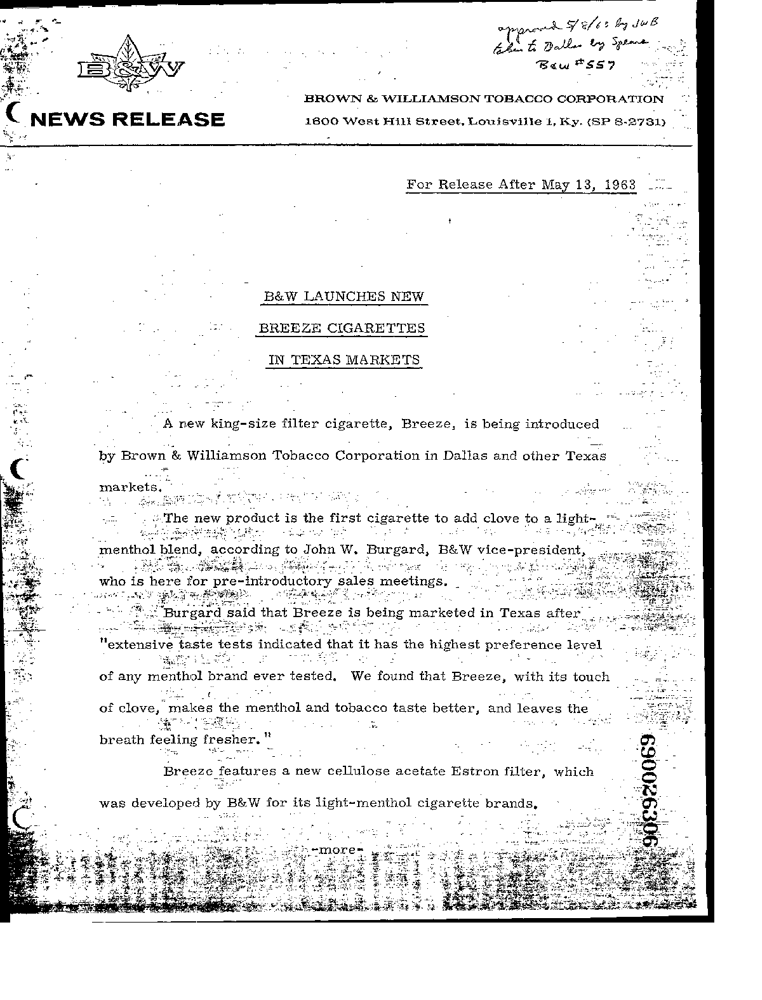 approved 5/8/63 by JWB
taken to Dallas by Speare
B&W #557
B&W
BROWN & WILLIAMSON TOBACCO CORPORATION
NEWS RELEASE
1600 West Hill Street, Louisville 1, Ky. (SP 8-2731)
For Release After May 13, 1963
B&W LAUNCHES NEW
BREEZE CIGARETTES
IN TEXAS MARKETS
A new king-size filter cigarette, Breeze, is being introduced
by Brown & Williamson Tobacco Corporation in Dallas and other Texas
markets.
The new product is the first cigarette to add clove to a light-
menthol blend, according to John W. Burgard, B&W vice-president,
who is here for pre-introductory sales meetings.
Burgard said that Breeze is being marketed in Texas after
"extensive taste tests indicated that it has the highest preference level
of any menthol brand ever tested. We found that Breeze, with its touch
of clove, makes the menthol and tobacco taste better, and leaves the
breath feeling fresher."
Breeze features a new cellulose acetate Estron filter, which
was developed by B&W for its light-menthol cigarette brands.
-more-
690026306